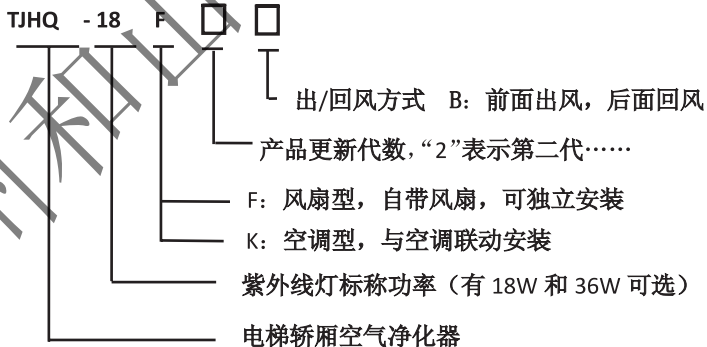 TJHQ - 18 F □ □
出/回风方式 B：前面出风，后面回风
产品更新代数，“2”表示第二代……
F：风扇型，自带风扇，可独立安装
K：空调型，与空调联动安装
紫外线灯标称功率（有 18W 和 36W 可选）
电梯轿厢空气净化器